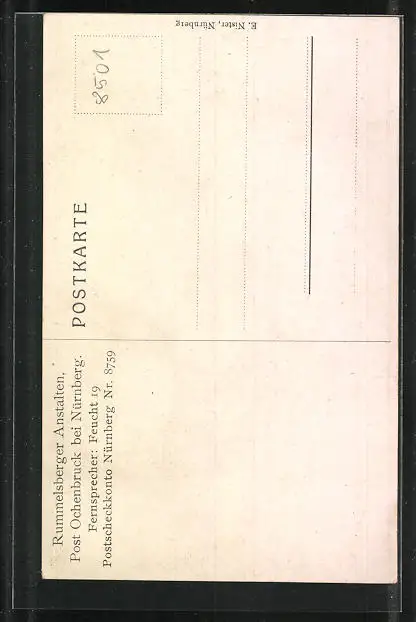 Rummelsberger Anstalten,
Post Ochenbruck bei Nürnberg.
Fernsprecher: Feucht 19
Postscheckkonto Nürnberg Nr. 8759
POSTKARTE
8501
E. Nister, Nürnberg